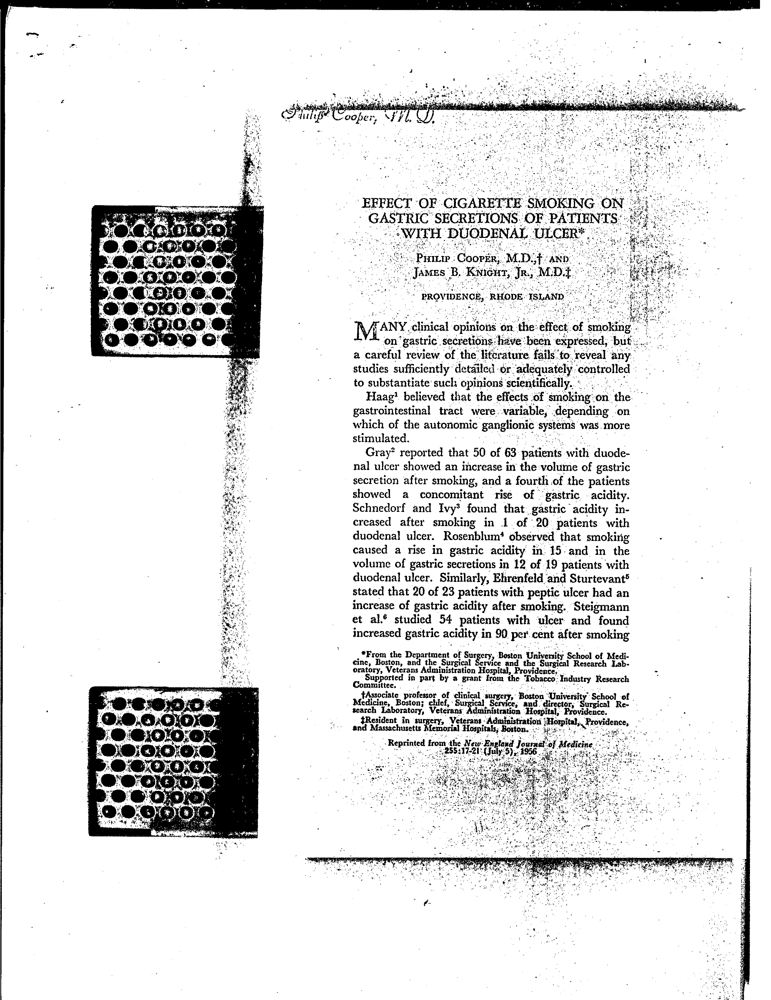 Philip Cooper, M. D.
EFFECT OF CIGARETTE SMOKING ON
GASTRIC SECRETIONS OF PATIENTS
WITH DUODENAL ULCER*
PHILIP COOPER, M.D.,† AND
JAMES B. KNIGHT, JR., M.D.‡
PROVIDENCE, RHODE ISLAND
MANY clinical opinions on the effect of smoking
on gastric secretions have been expressed, but
a careful review of the literature fails to reveal any
studies sufficiently detailed or adequately controlled
to substantiate such opinions scientifically.
Haag¹ believed that the effects of smoking on the
gastrointestinal tract were variable, depending on
which of the autonomic ganglionic systems was more
stimulated.
Gray² reported that 50 of 63 patients with duode-
nal ulcer showed an increase in the volume of gastric
secretion after smoking, and a fourth of the patients
showed a concomitant rise of gastric acidity.
Schnedorf and Ivy³ found that gastric acidity in-
creased after smoking in 1 of 20 patients with
duodenal ulcer. Rosenblum⁴ observed that smoking
caused a rise in gastric acidity in 15 and in the
volume of gastric secretions in 12 of 19 patients with
duodenal ulcer. Similarly, Ehrenfeld and Sturtevant⁵
stated that 20 of 23 patients with peptic ulcer had an
increase of gastric acidity after smoking. Steigmann
et al.⁶ studied 54 patients with ulcer and found
increased gastric acidity in 90 per cent after smoking
*From the Department of Surgery, Boston University School of Medi-
cine, Boston, and the Surgical Service and the Surgical Research Lab-
oratory, Veterans Administration Hospital, Providence.
Supported in part by a grant from the Tobacco Industry Research
Committee.
†Associate professor of clinical surgery, Boston University School of
Medicine, Boston; chief, Surgical Service, and director, Surgical Re-
search Laboratory, Veterans Administration Hospital, Providence.
‡Resident in surgery, Veterans Administration Hospital, Providence,
and Massachusetts Memorial Hospitals, Boston.
Reprinted from the New England Journal of Medicine
255:17-21 (July 5), 1956